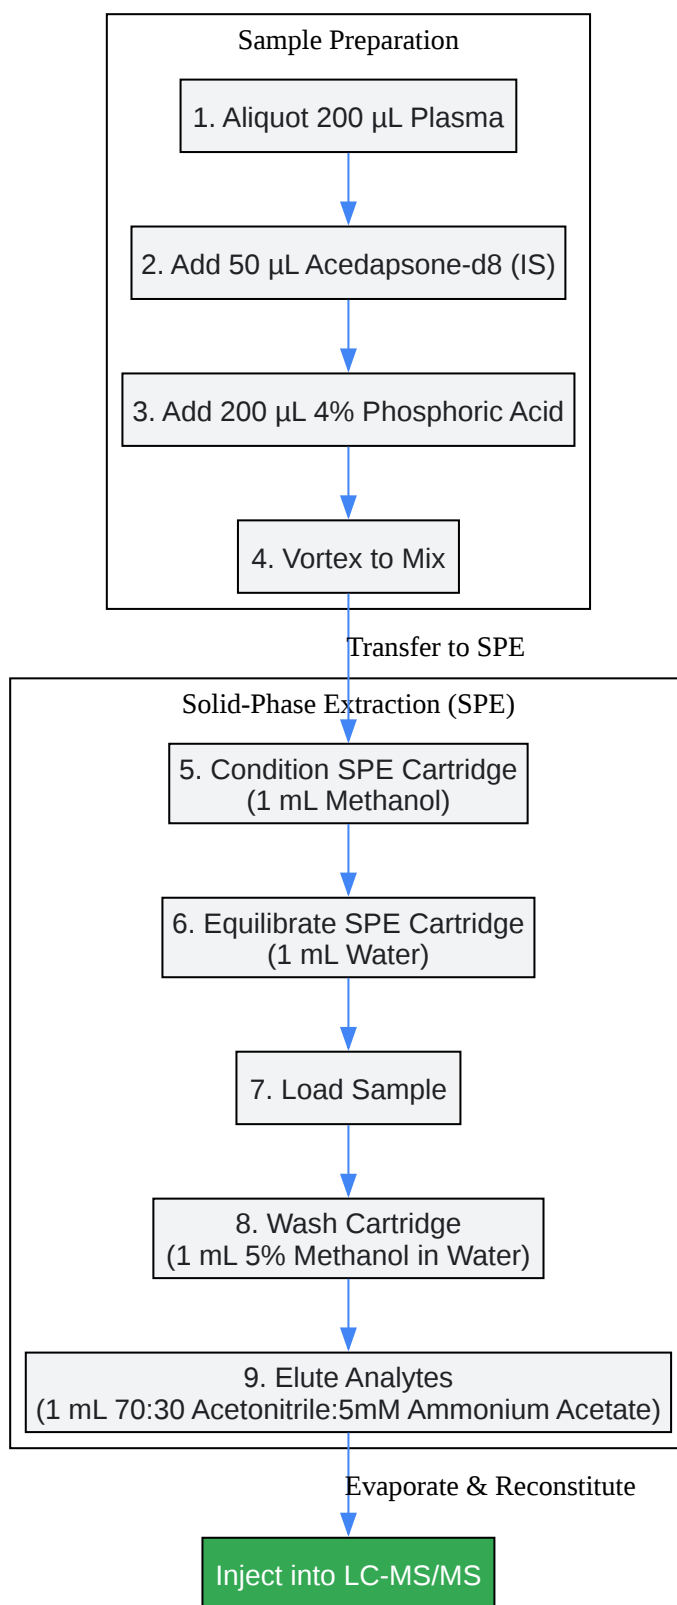 Sample Preparation
1. Aliquot 200 µL Plasma
2. Add 50 µL Acedapsone-d8 (IS)
3. Add 200 µL 4% Phosphoric Acid
4. Vortex to Mix
Transfer to SPE
Solid-Phase Extraction (SPE)
5. Condition SPE Cartridge
(1 mL Methanol)
6. Equilibrate SPE Cartridge
(1 mL Water)
7. Load Sample
8. Wash Cartridge
(1 mL 5% Methanol in Water)
9. Elute Analytes
(1 mL 70:30 Acetonitrile:5mM Ammonium Acetate)
Evaporate & Reconstitute
Inject into LC-MS/MS